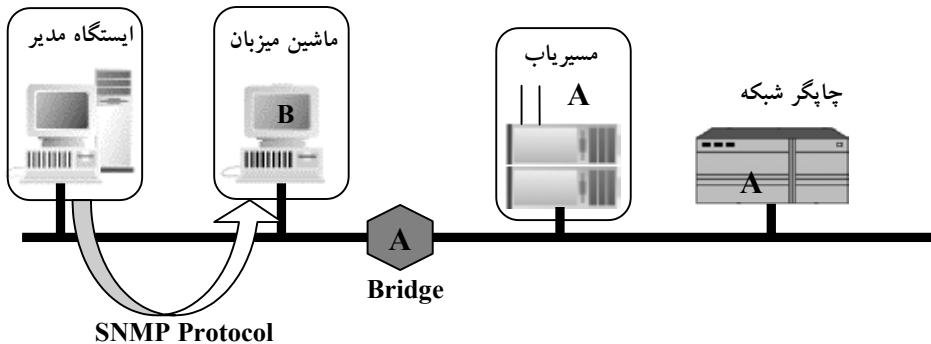 ایستگاه مدیر
ماشین میزبان
مسیریاب
چاپگر شبکه
B
A
A
A
Bridge
SNMP Protocol